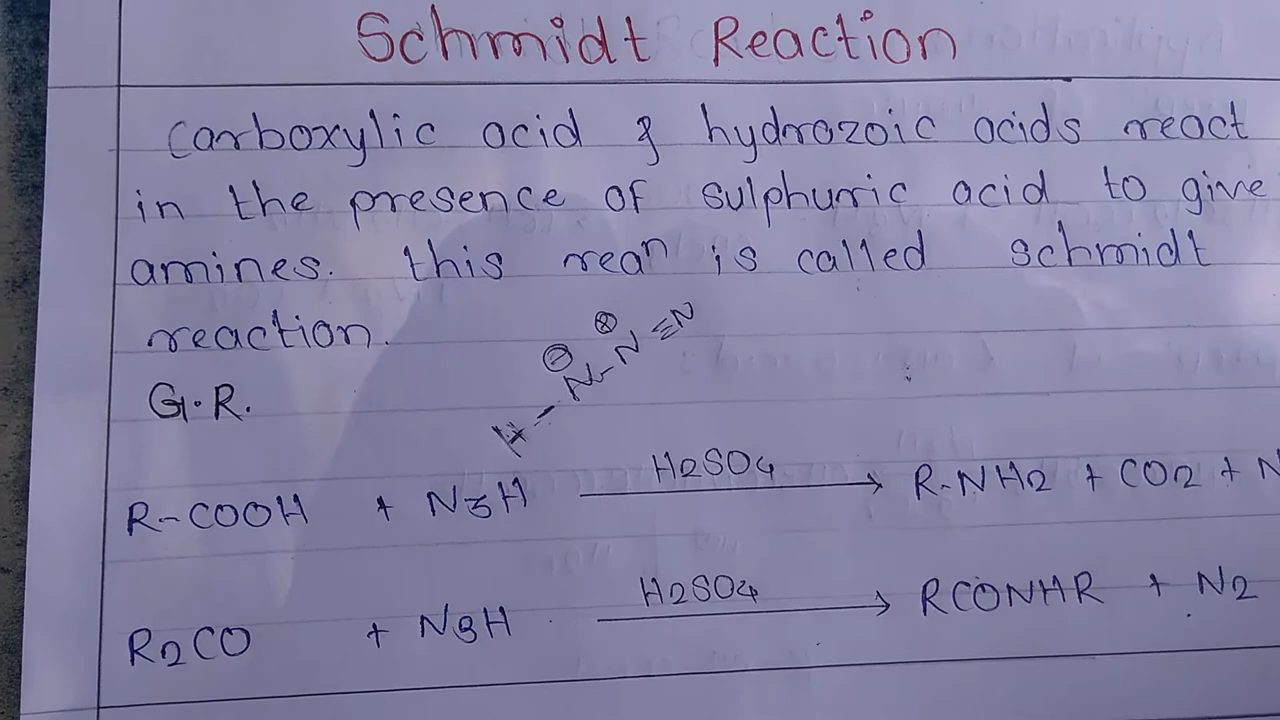 Schmidt Reaction
Carboxylic acid & hydrazoic acids react
in the presence of sulphuric acid to give
amines. this reaⁿ is called schmidt
reaction.
G.R.
H-N⊖-N⊕≡N
R-COOH + N3H H2SO4 → R-NH2 + CO2 + N
R2CO + N3H H2SO4 → RCONHR + N2